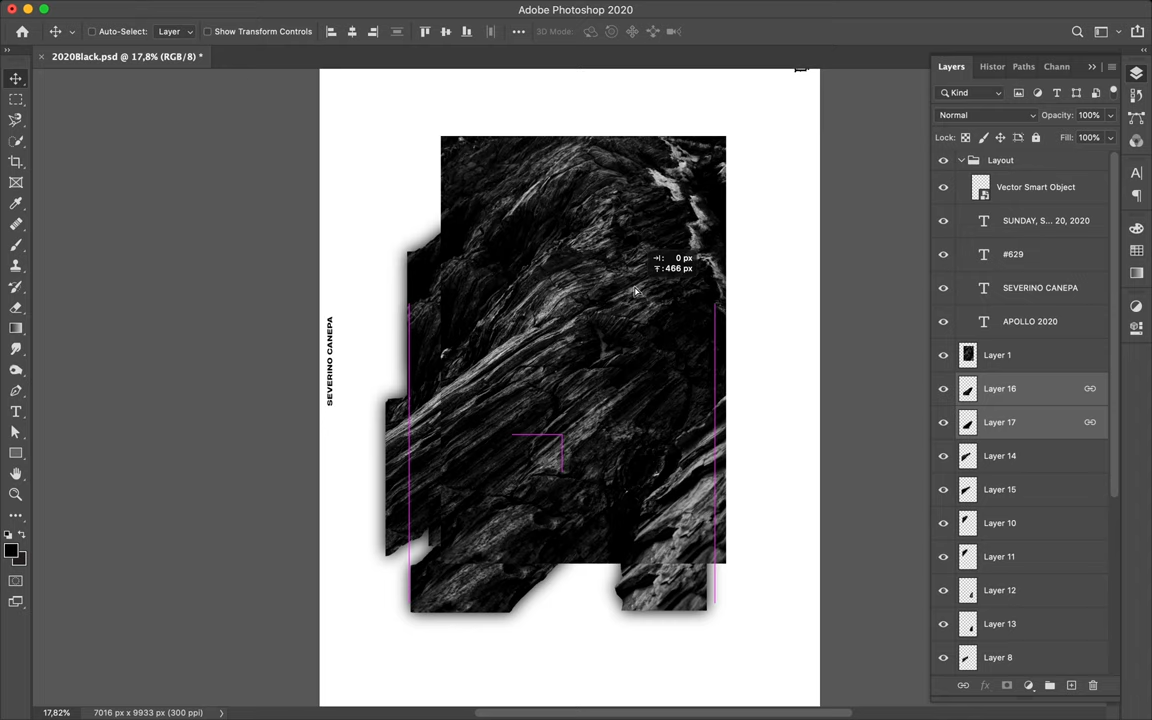 Adobe Photoshop 2020
Auto-Select: Layer Show Transform Controls 3D Mode:
2020Black.psd @ 17,8% (RGB/8) *
Layers Histor Paths Chann
Kind
Normal Opacity: 100%
Lock: Fill: 100%
Layout
Vector Smart Object
SUNDAY, S... 20, 2020
#629
SEVERINO CANEPA
APOLLO 2020
Layer 1
Layer 16
Layer 17
Layer 14
Layer 15
Layer 10
Layer 11
Layer 12
Layer 13
Layer 8
SEVERINO CANEPA
0 px
466 px
17,82% 7016 px x 9933 px (300 ppi)